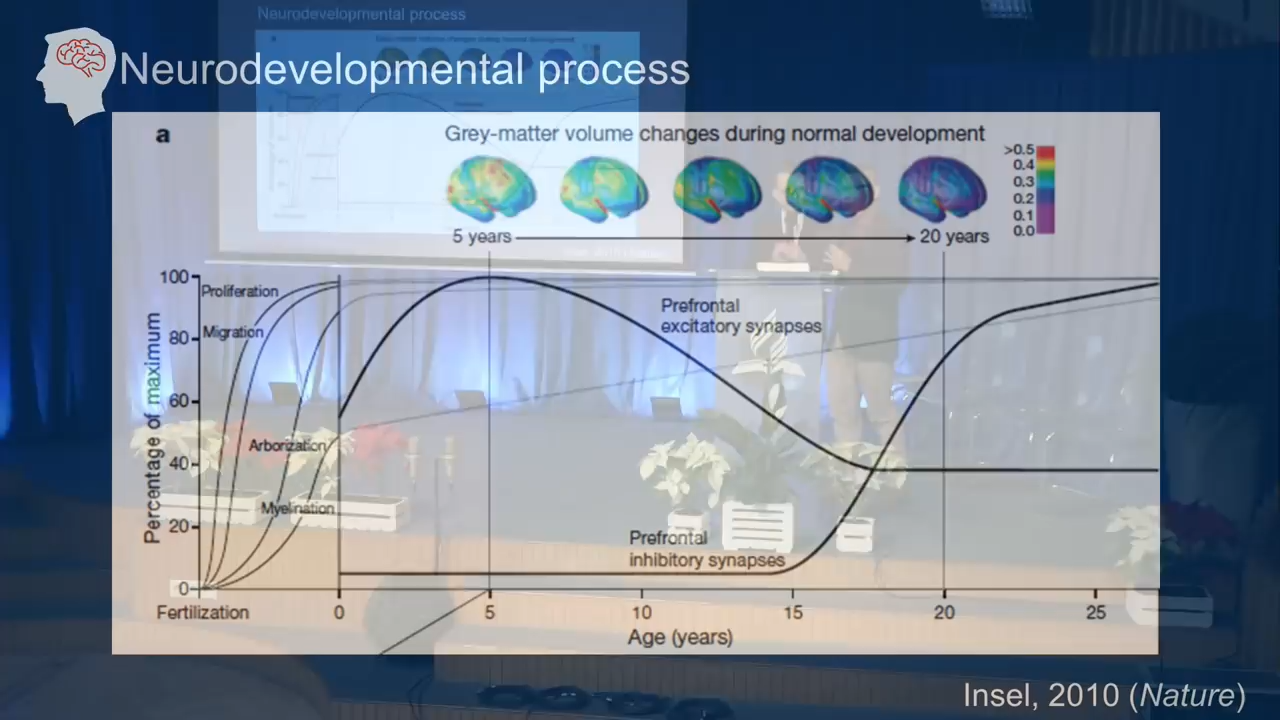 Neurodevelopmental process
Neurodevelopmental process
a
Grey-matter volume changes during normal development
>0.5
0.4
0.3
0.2
0.1
0.0
5 years
20 years
100
80
60
40
20
0
Percentage of maximum
Proliferation
Migration
Arborization
Myelination
Prefrontal
excitatory synapses
Prefrontal
inhibitory synapses
Fertilization
0
5
10
15
20
25
Age (years)
Insel, 2010 (Nature)